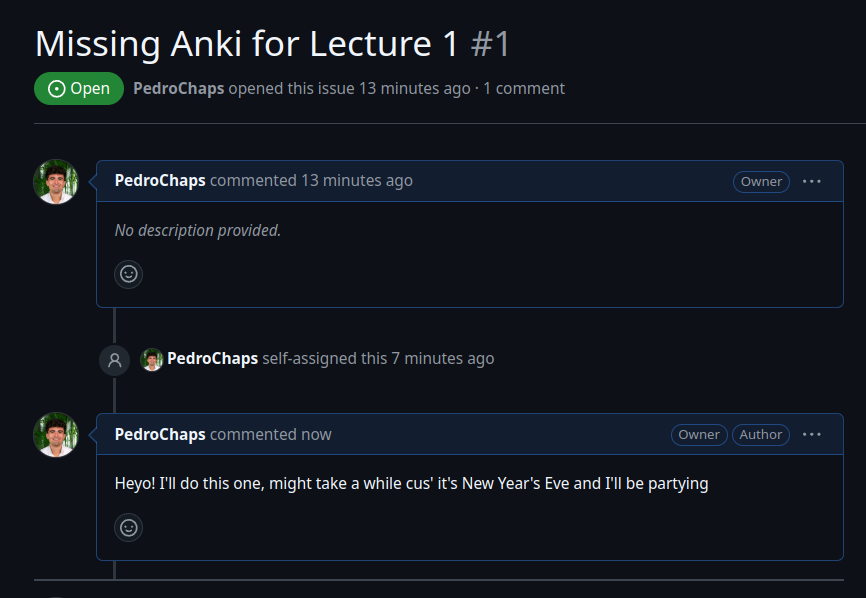 Missing Anki for Lecture 1 #1
Open PedroChaps opened this issue 13 minutes ago · 1 comment
PedroChaps commented 13 minutes ago Owner ···
No description provided.
PedroChaps self-assigned this 7 minutes ago
PedroChaps commented now Owner Author ···
Heyo! I'll do this one, might take a while cus' it's New Year's Eve and I'll be partying